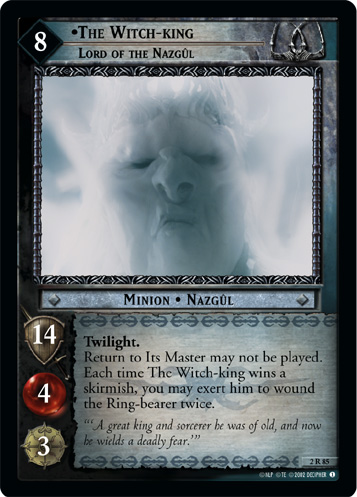 8
•The Witch-king
Lord of the Nazgûl
Minion • Nazgûl
14
4
3
Twilight.
Return to Its Master may not be played.
Each time The Witch-king wins a
skirmish, you may exert him to wound
the Ring-bearer twice.
“‘A great king and sorcerer he was of old, and now
he wields a deadly fear.’”
2 R 85
©NLP ™©TE ©2002 DECIPHER